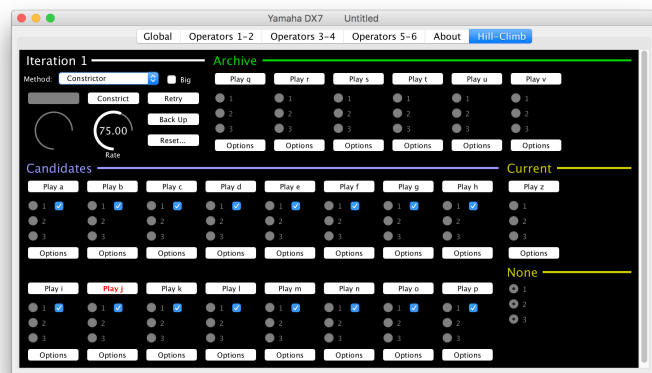 Yamaha DX7 Untitled
Global Operators 1-2 Operators 3-4 Operators 5-6 About Hill-Climb
Iteration 1 Archive
Method: Constrictor Big Play q Play r Play s Play t Play u Play v
Constrict Retry 1 1 1 1 1 1
75.00 Back Up 2 2 2 2 2 2
Reset... 3 3 3 3 3 3
Rate Options Options Options Options Options Options
Candidates Current
Play a Play b Play c Play d Play e Play f Play g Play h Play z
1 1 1 1 1 1 1 1 1
2 2 2 2 2 2 2 2 2
3 3 3 3 3 3 3 3 3
Options Options Options Options Options Options Options Options Options
None
Play i Play j Play k Play l Play m Play n Play o Play p 1
1 1 1 1 1 1 1 1 2
2 2 2 2 2 2 2 2 3
3 3 3 3 3 3 3 3
Options Options Options Options Options Options Options Options